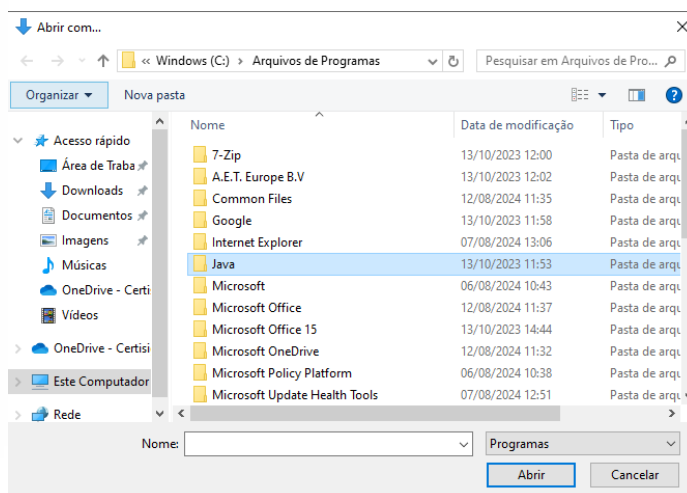 Abrir com...
« Windows (C:) › Arquivos de Programas
Pesquisar em Arquivos de Pro...
Organizar
Nova pasta
Nome
Data de modificação
Tipo
Acesso rápido
Área de Traba
Downloads
Documentos
Imagens
Músicas
OneDrive - Certis
Vídeos
OneDrive - Certisi
Este Computador
Rede
7-Zip 13/10/2023 12:00 Pasta de arqu
A.E.T. Europe B.V 13/10/2023 12:02 Pasta de arqu
Common Files 12/08/2024 11:35 Pasta de arqu
Google 13/10/2023 11:58 Pasta de arqu
Internet Explorer 07/08/2024 13:06 Pasta de arqu
Java 13/10/2023 11:53 Pasta de arqu
Microsoft 06/08/2024 10:43 Pasta de arqu
Microsoft Office 12/08/2024 11:37 Pasta de arqu
Microsoft Office 15 13/10/2023 14:44 Pasta de arqu
Microsoft OneDrive 12/08/2024 11:32 Pasta de arqu
Microsoft Policy Platform 06/08/2024 10:38 Pasta de arqu
Microsoft Update Health Tools 07/08/2024 12:51 Pasta de arqu
Nome:
Programas
Abrir
Cancelar